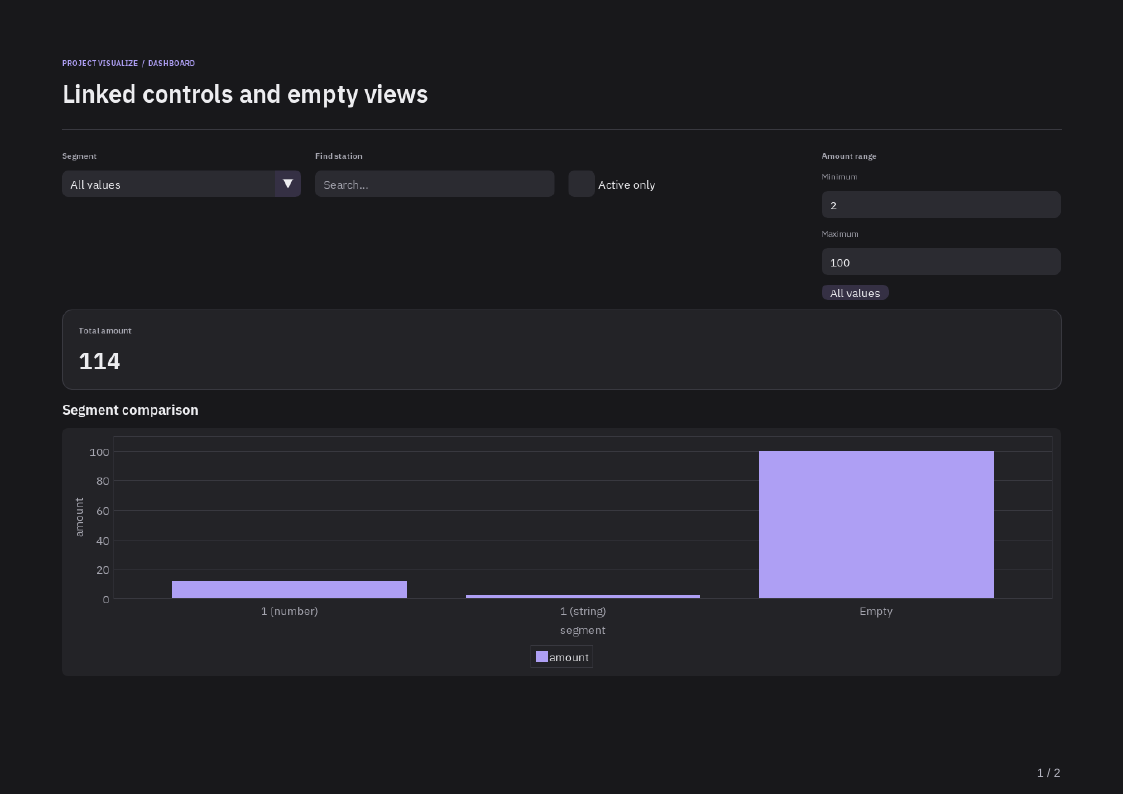 PROJECT VISUALIZE / DASHBOARD
Linked controls and empty views
Segment
All values ▼
Find station
Search...
Active only
Amount range
Minimum
2
Maximum
100
All values
Total amount
114
Segment comparison
amount
100
80
60
40
20
0
1 (number)
1 (string)
Empty
segment
amount
1 / 2